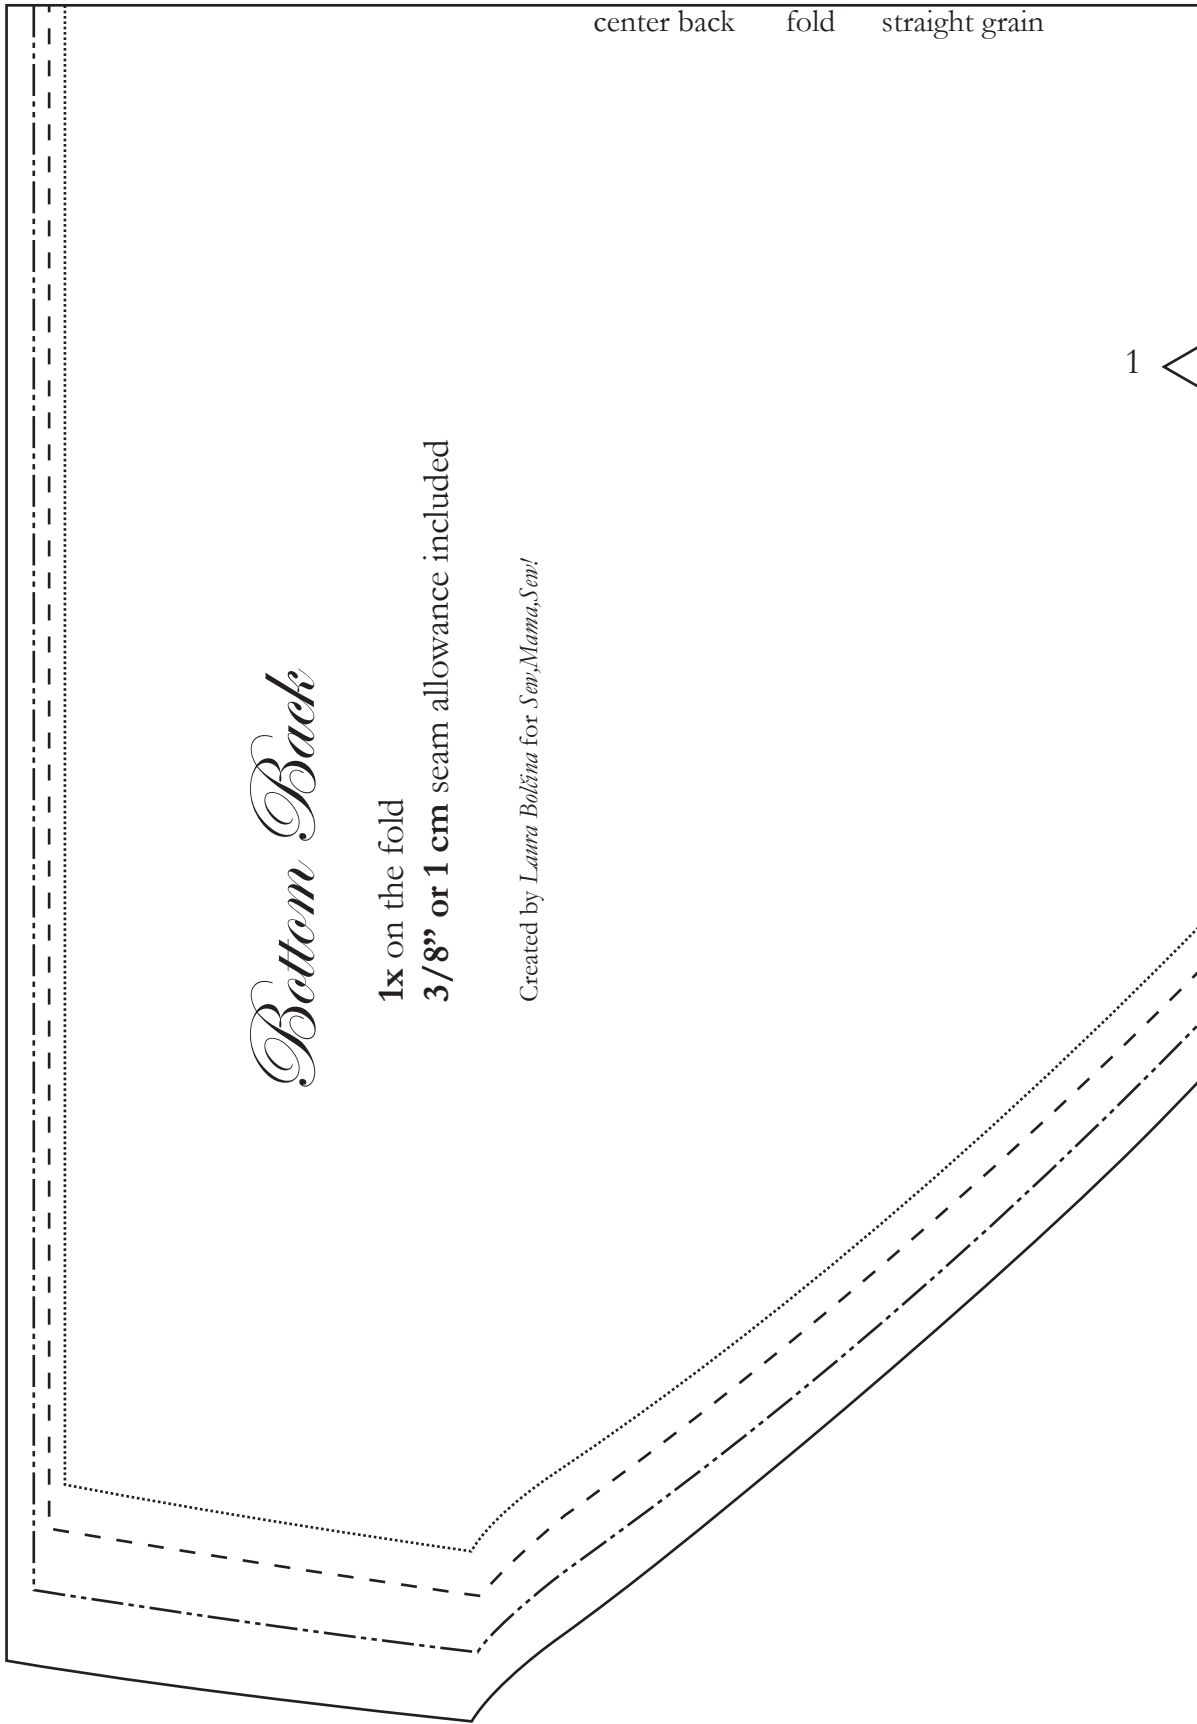 center back fold straight grain
1
Bottom Back
1x on the fold
3/8” or 1 cm seam allowance included
Created by Laura Bolčina for Sew,Mama,Sew!